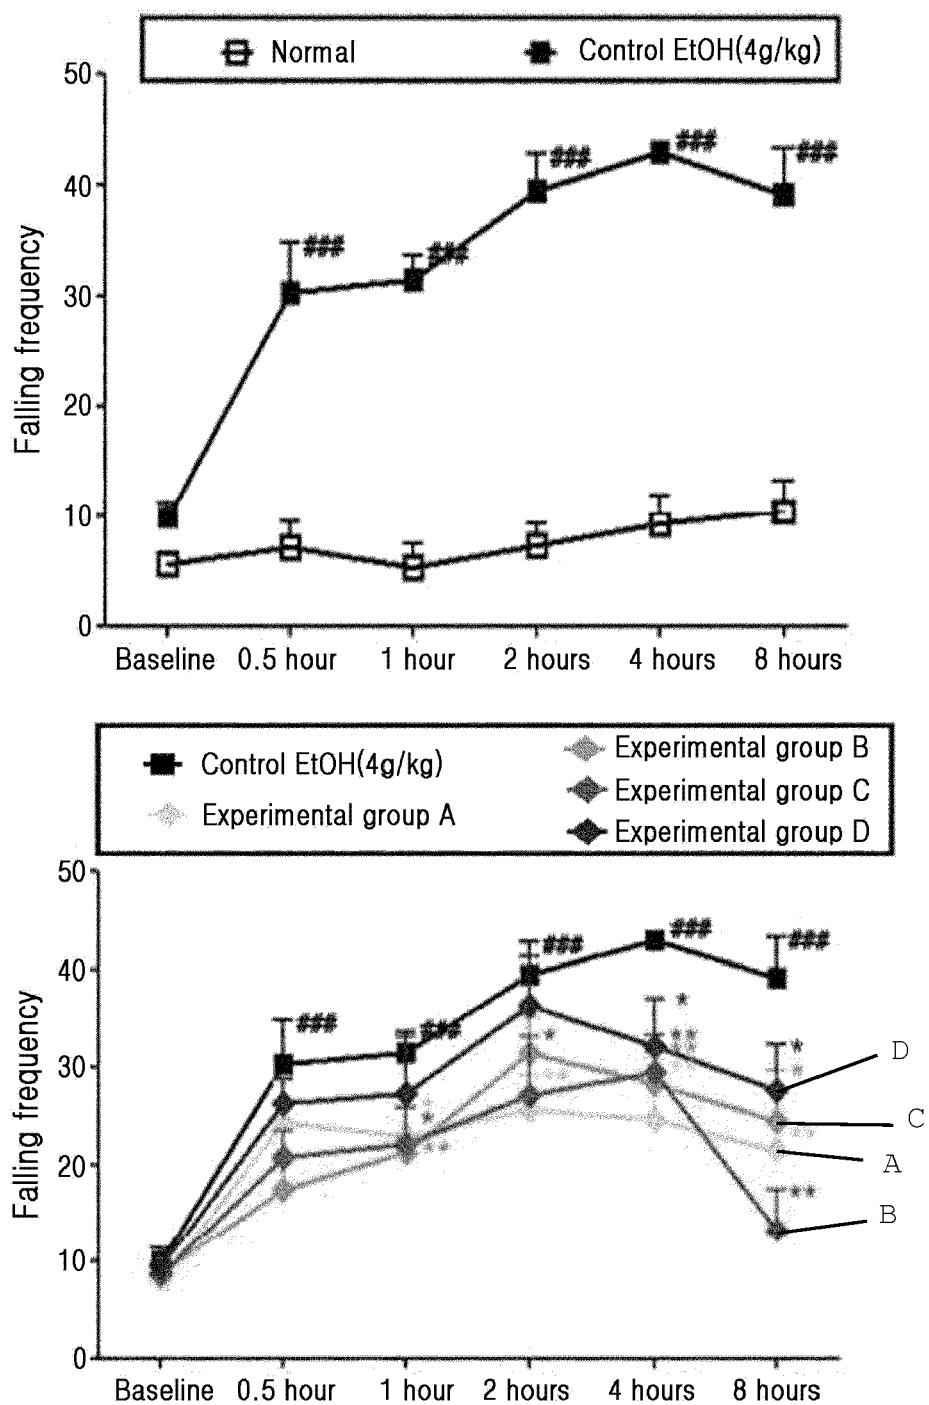 Normal Control EtOH(4g/kg)
50
40
30
20
10
0
Falling frequency
###
###
###
###
###
Baseline 0.5 hour 1 hour 2 hours 4 hours 8 hours
Control EtOH(4g/kg)
Experimental group A
Experimental group B
Experimental group C
Experimental group D
50
40
30
20
10
0
Falling frequency
###
###
###
###
###
*
*
**
*
*
*
**
**
D
C
A
B
Baseline 0.5 hour 1 hour 2 hours 4 hours 8 hours